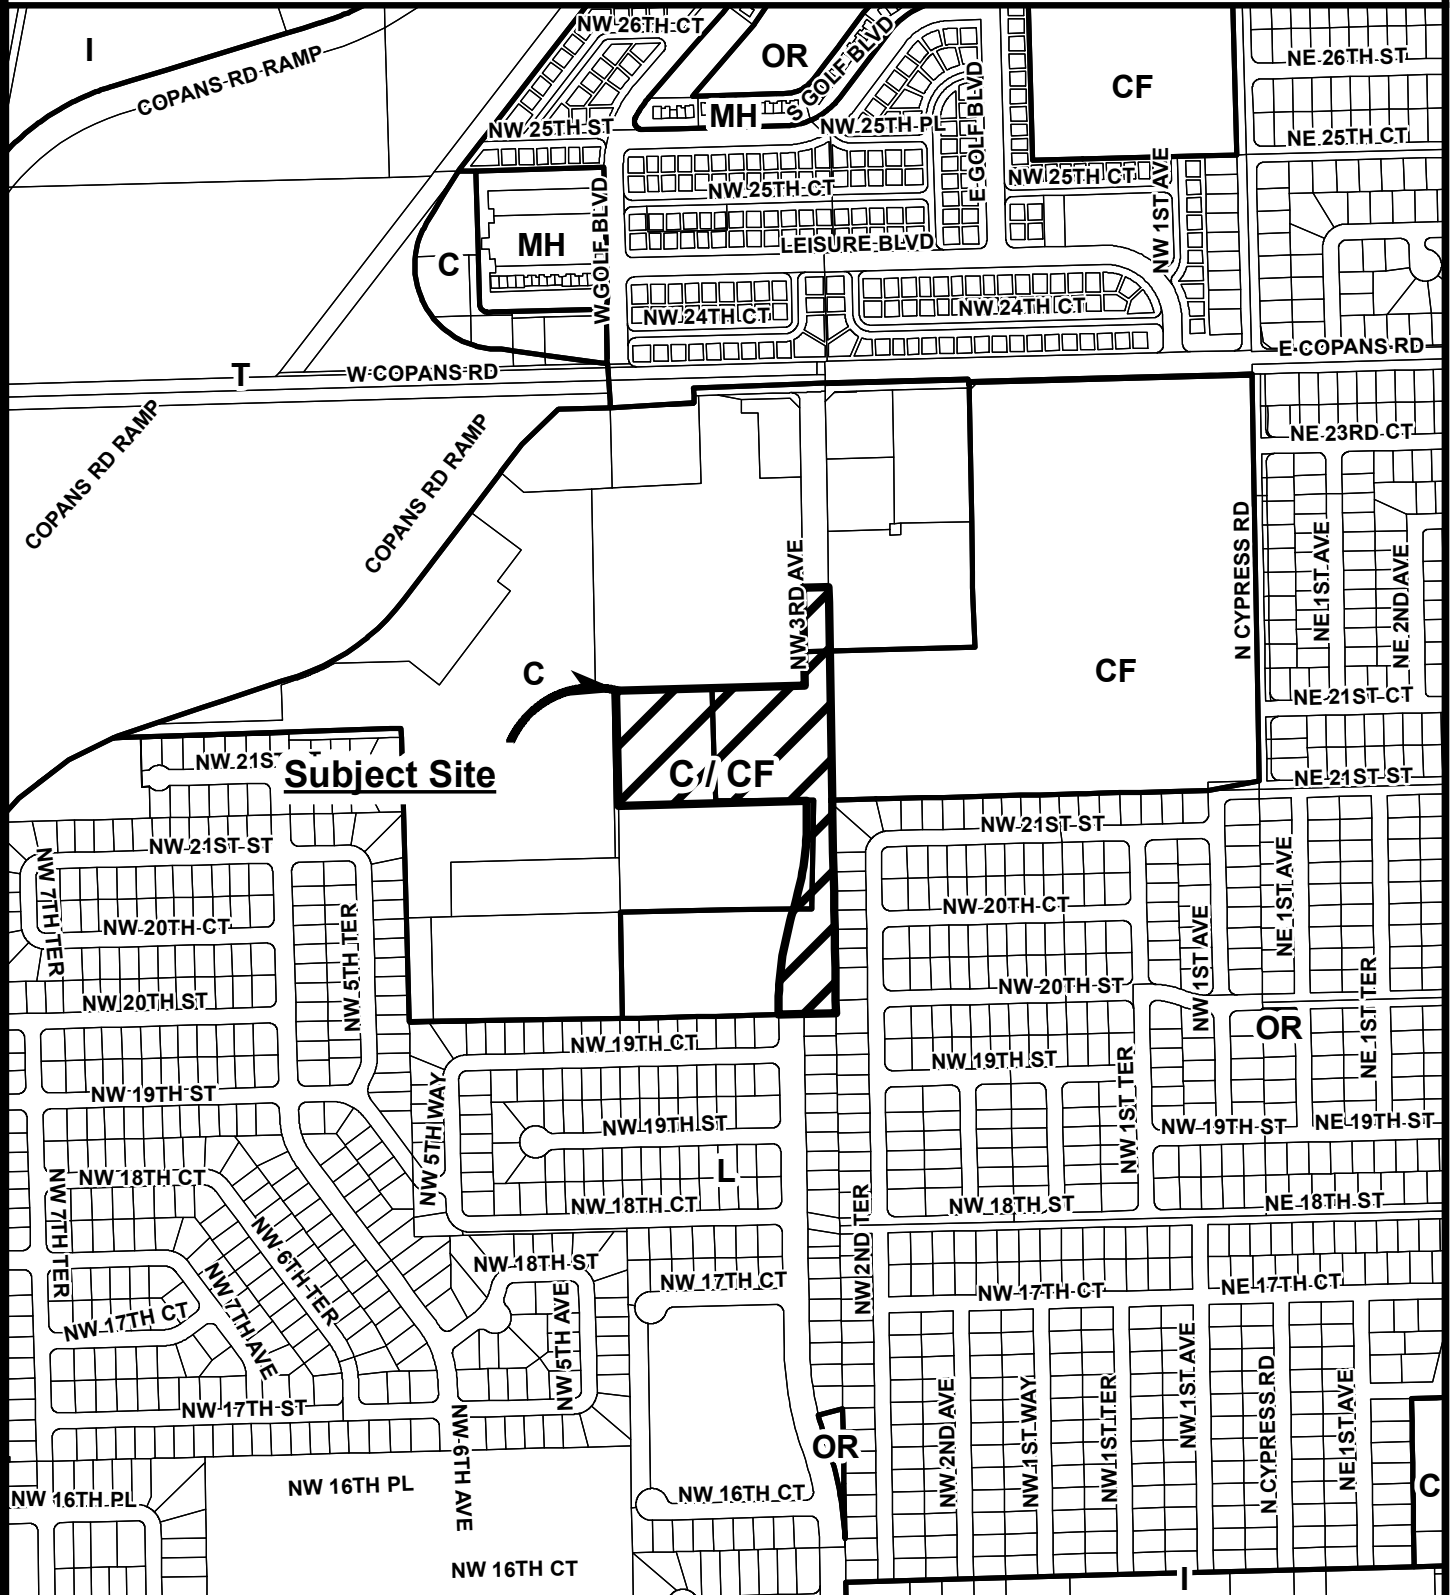 NW 26TH CT
I
OR
S GOLF BLVD
NE 26TH ST
COPANS RD RAMP
CF
MH
NW 25TH ST
NW 25TH PL
E GOLF BLVD
NE 25TH CT
NW 25TH CT
NW 25TH CT
NW 1ST AVE
W GOLF BLVD
MH
C
LEISURE BLVD
NW 24TH CT
NW 24TH CT
E COPANS RD
T
W COPANS RD
COPANS RD RAMP
COPANS RD RAMP
NE 23RD CT
N CYPRESS RD
NE 1ST AVE
NE 2ND AVE
NW 3RD AVE
C
CF
NE 21ST CT
NW 21S
Subject Site
C / CF
NE 21ST ST
NW 21ST ST
NW 21ST ST
NW 7TH TER
NE 1ST AVE
NW 20TH CT
NW 5TH TER
NW 20TH CT
NW 1ST AVE
NW 20TH ST
NW 20TH ST
NE 1ST TER
OR
NW 19TH CT
NW 19TH ST
NW 19TH ST
NW 5TH WAY
NW 1ST TER
NW 19TH ST
NW 19TH ST
NE 19TH ST
L
NW 18TH CT
NW 7TH TER
NW 18TH CT
NW 2ND TER
NW 18TH ST
NE 18TH ST
NW 6TH TER
NW 18TH ST
NW 17TH CT
NW 17TH CT
NE 17TH CT
NW 7TH AVE
NW 17TH CT
NW 5TH AVE
NW 17TH ST
NW 6TH AVE
OR
NW 2ND AVE
NW 1ST WAY
NW 1ST TER
NW 1ST AVE
N CYPRESS RD
NE 1ST AVE
NW 16TH PL
NW 16TH PL
NW 16TH CT
C
NW 16TH CT
I